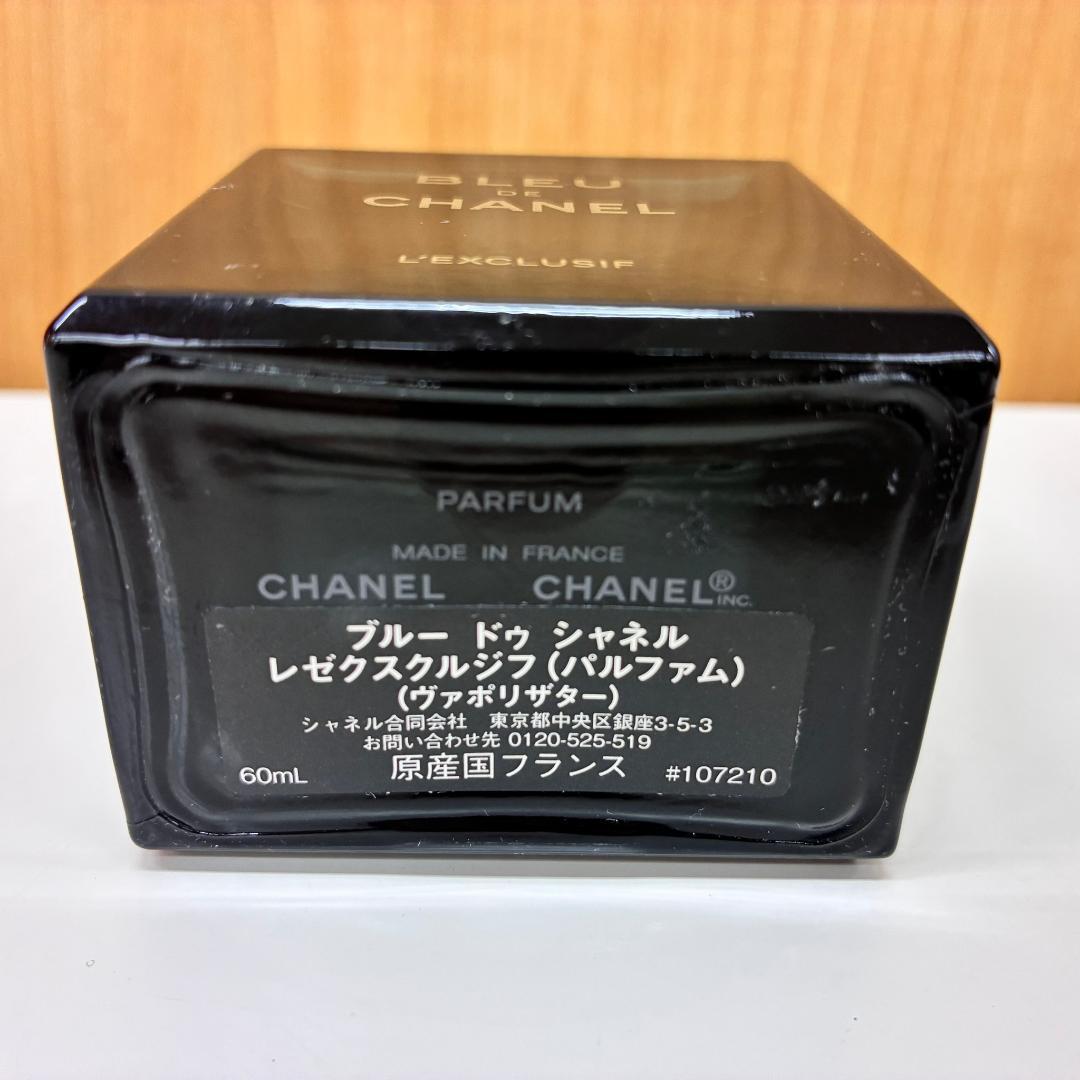 BLEU
DE
CHANEL
L'EXCLUSIF
PARFUM
MADE IN FRANCE
CHANEL CHANEL®
INC.
ブルー ドゥ シャネル
レゼクスクルジフ(パルファム)
(ヴァポリザター)
シャネル合同会社 東京都中央区銀座3-5-3
お問い合わせ先 0120-525-519
60mL 原産国フランス #107210